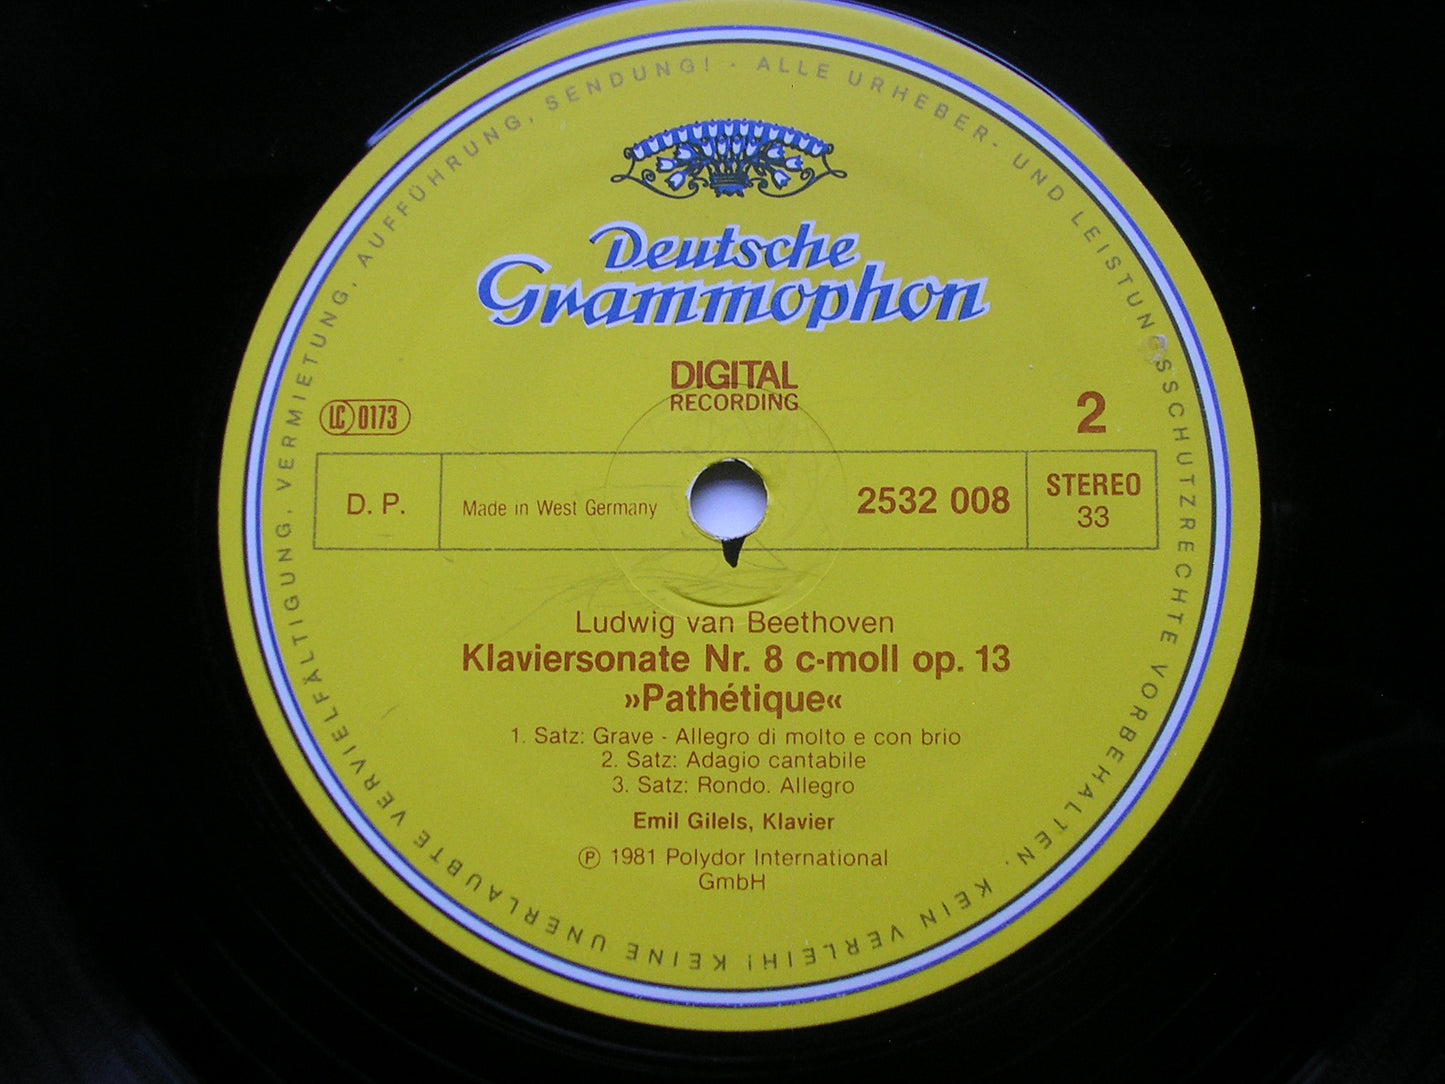 ALLE URHEBER- UND LEISTUNGSSCHUTZRECHTE VORBEHALTEN. KEIN VERLEIH! KEINE UNERLAUBTE VERVIELFÄLTIGUNG, VERMIETUNG, AUFFÜHRUNG, SENDUNG! ·
Deutsche
Grammophon
DIGITAL
RECORDING
LC 0173
2
D. P.
Made in West Germany
2532 008
STEREO
33
Ludwig van Beethoven
Klaviersonate Nr. 8 c-moll op. 13
»Pathétique«
1. Satz: Grave - Allegro di molto e con brio
2. Satz: Adagio cantabile
3. Satz: Rondo. Allegro
Emil Gilels, Klavier
℗ 1981 Polydor International
GmbH